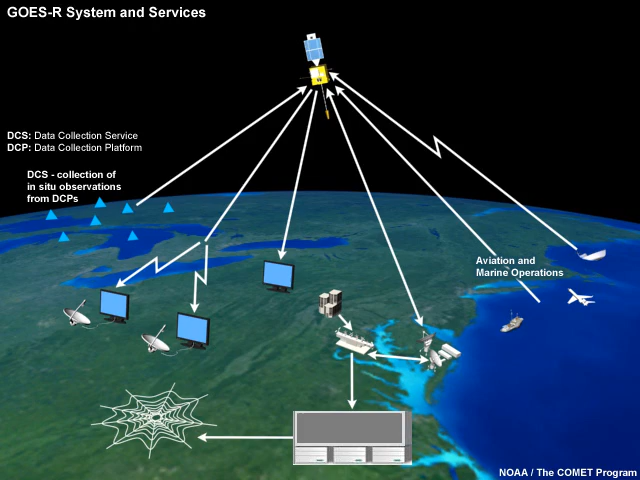 GOES-R System and Services
DCS: Data Collection Service
DCP: Data Collection Platform
DCS - collection of
in situ observations
from DCPs
Aviation and
Marine Operations
NOAA / The COMET Program